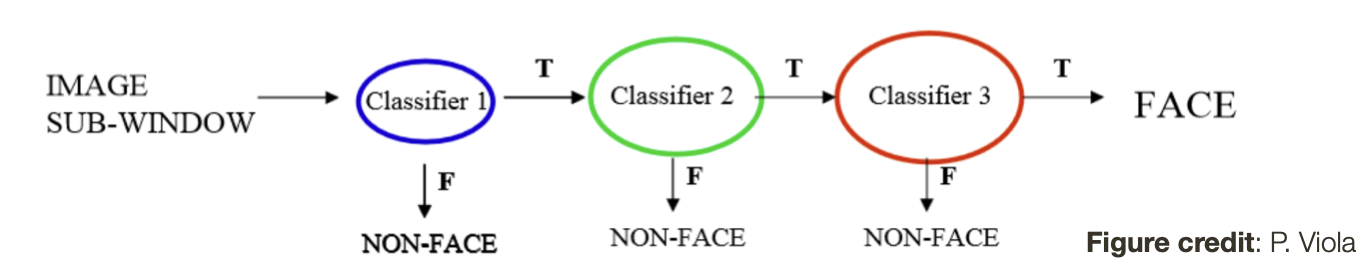 IMAGE
SUB-WINDOW
Classifier 1
T
Classifier 2
T
Classifier 3
T
FACE
F
NON-FACE
F
NON-FACE
F
NON-FACE
Figure credit: P. Viola